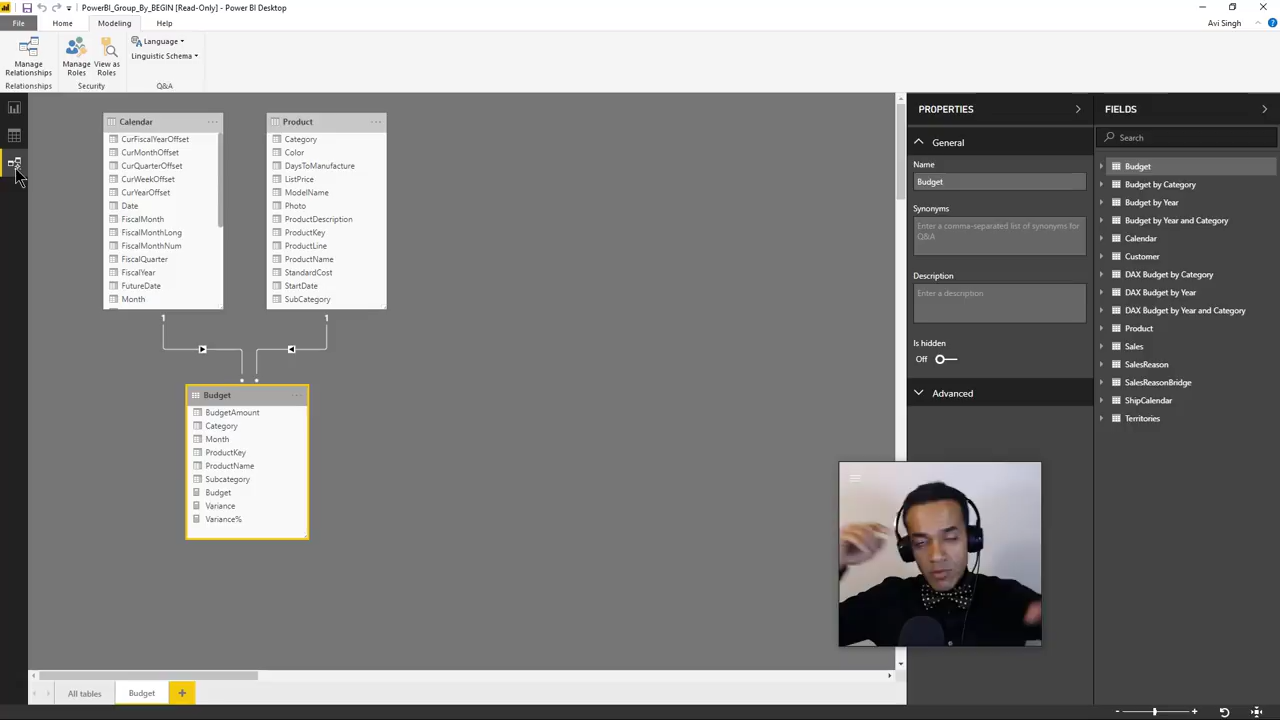 PowerBI_Group_By_BEGIN [Read-Only] - Power BI Desktop
File
Home
Modeling
Help
Avi Singh
Manage
Relationships
Manage
Roles
View as
Roles
Language
Linguistic Schema
Relationships
Security
Q&A
Calendar
CurFiscalYearOffset
CurMonthOffset
CurQuarterOffset
CurWeekOffset
CurYearOffset
Date
FiscalMonth
FiscalMonthLong
FiscalMonthNum
FiscalQuarter
FiscalYear
FutureDate
Month
1
Product
Category
Color
DaysToManufacture
ListPrice
ModelName
Photo
ProductDescription
ProductKey
ProductLine
ProductName
StandardCost
StartDate
SubCategory
1
Budget
BudgetAmount
Category
Month
ProductKey
ProductName
Subcategory
Budget
Variance
Variance%
All tables
Budget
PROPERTIES
General
Name
Budget
Synonyms
Enter a comma-separated list of synonyms for
Q&A
Description
Enter a description
Is hidden
Off
Advanced
FIELDS
Search
Budget
Budget by Category
Budget by Year
Budget by Year and Category
Calendar
Customer
DAX Budget by Category
DAX Budget by Year
DAX Budget by Year and Category
Product
Sales
SalesReason
SalesReasonBridge
ShipCalendar
Territories